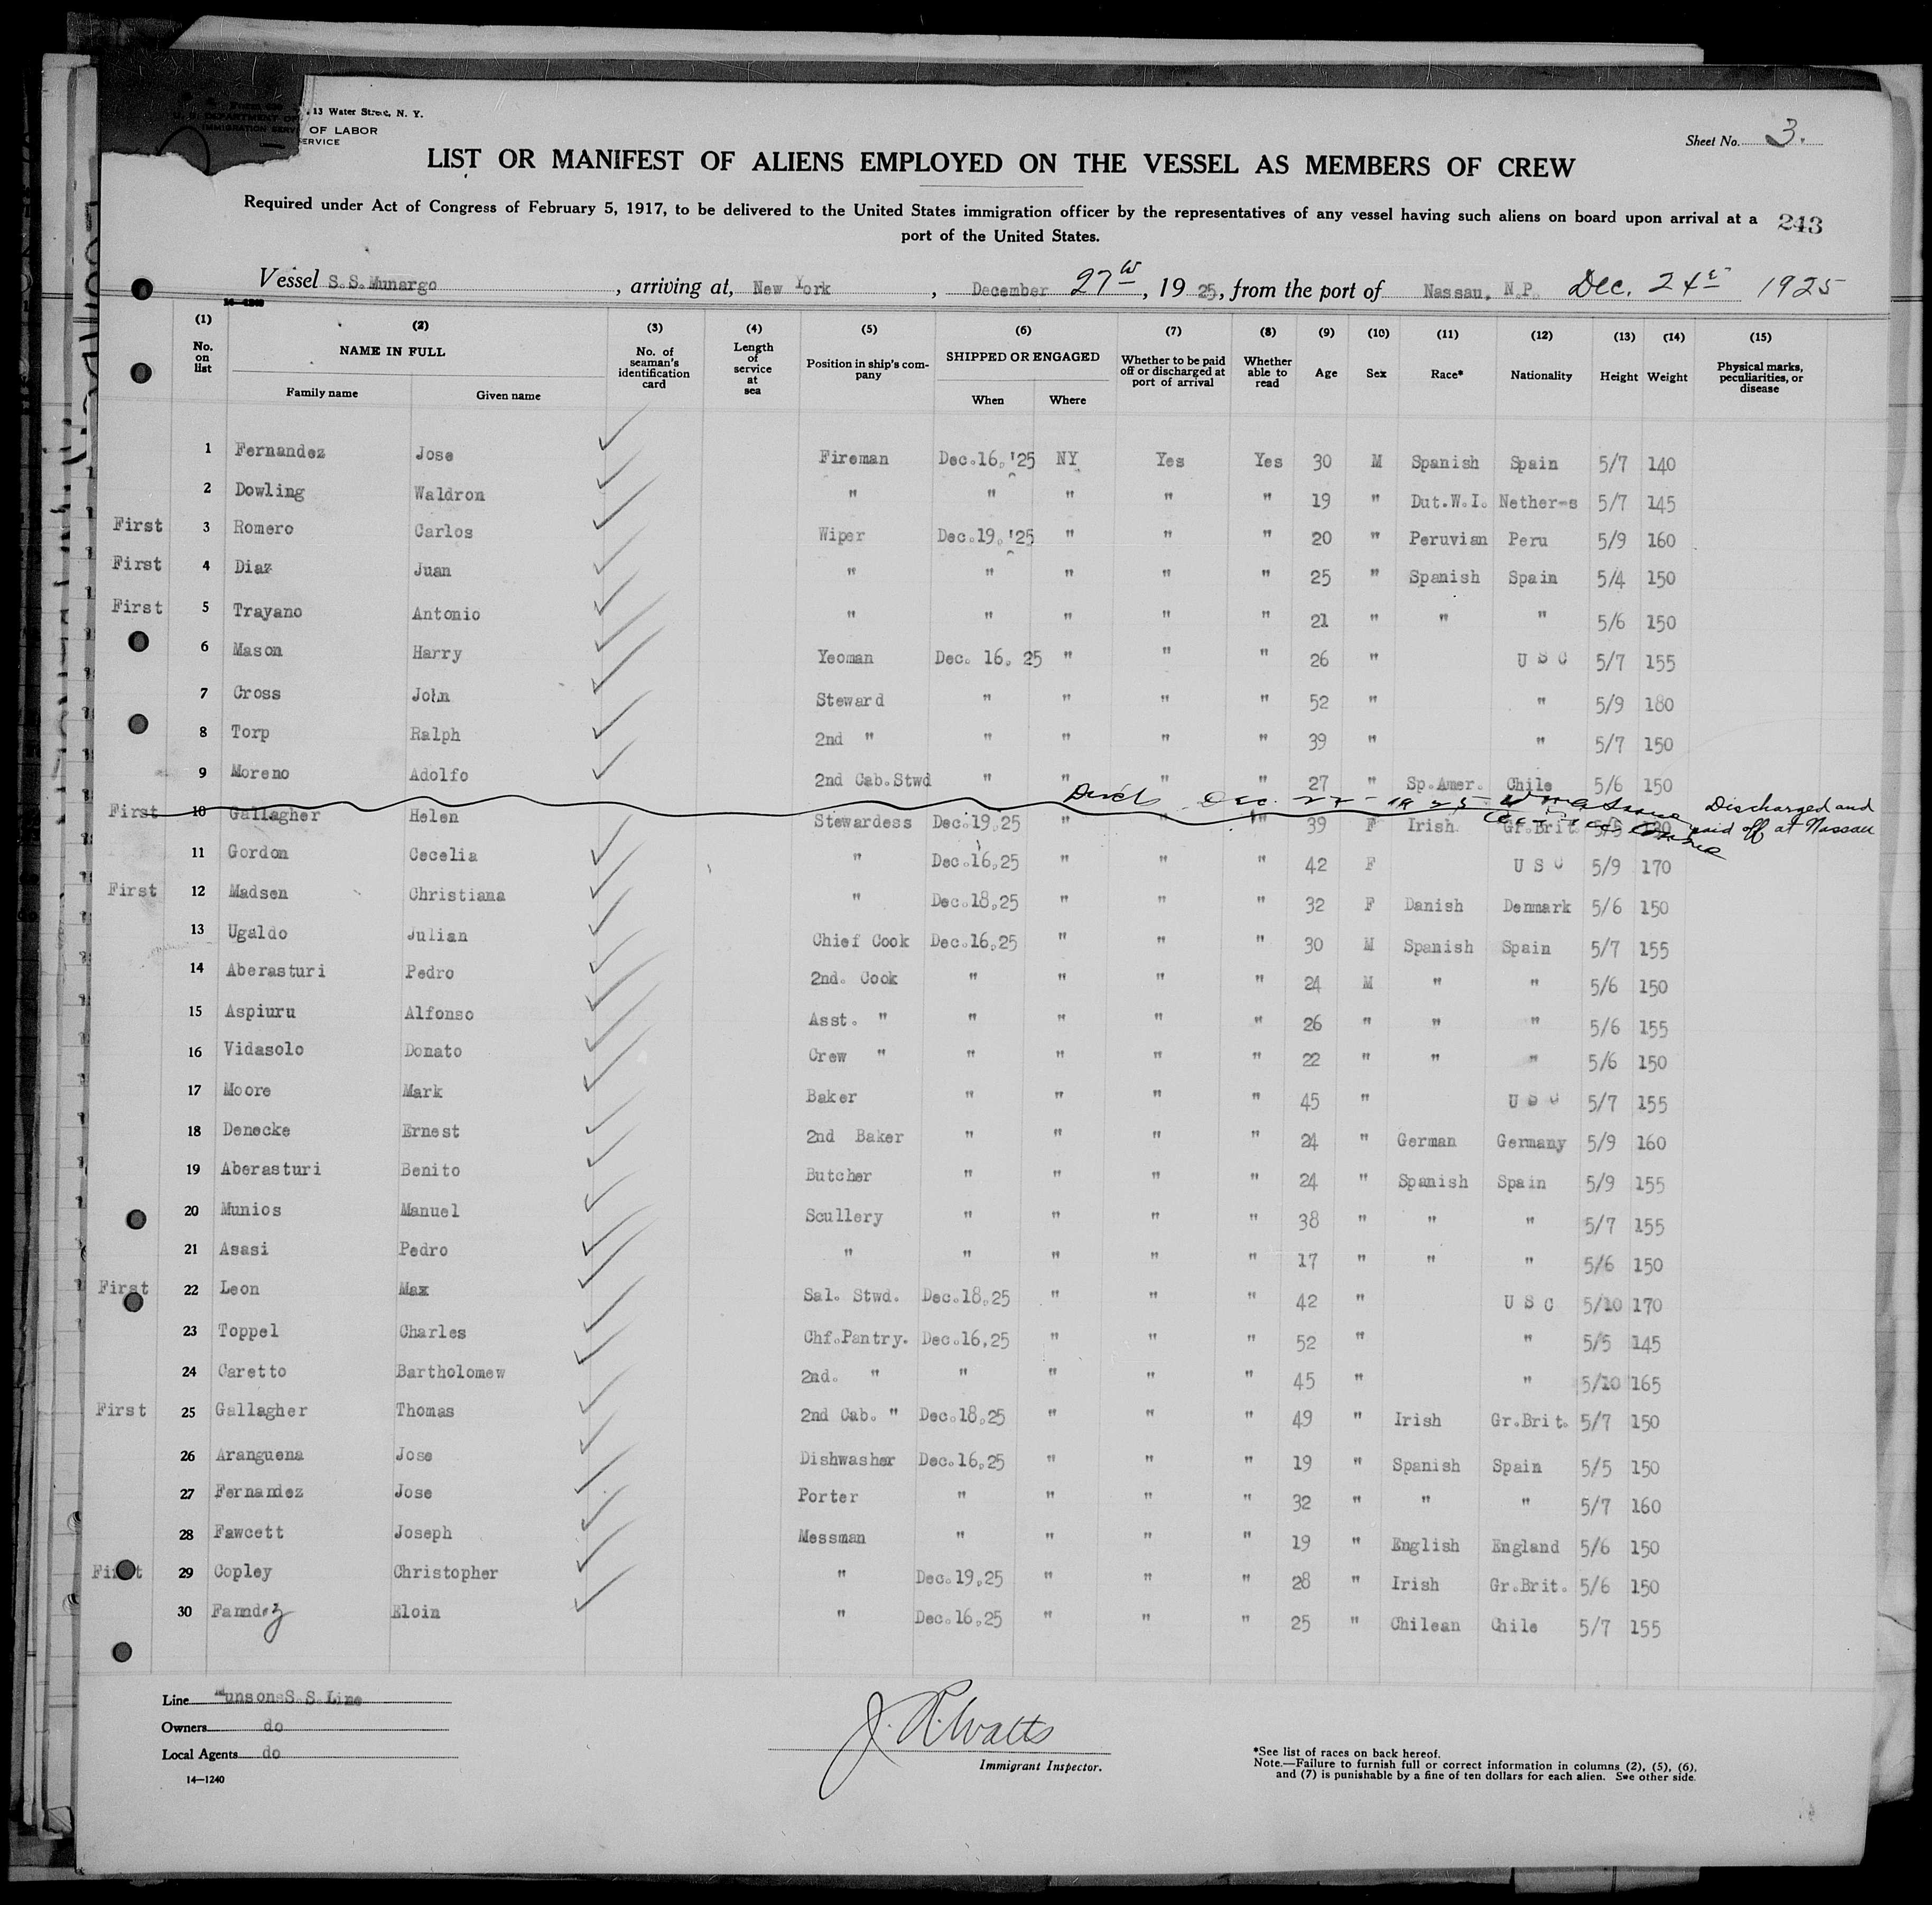 13 Water Street, N. Y.
OF LABOR
SERVICE
Sheet No. 3.
LIST OR MANIFEST OF ALIENS EMPLOYED ON THE VESSEL AS MEMBERS OF CREW
Required under Act of Congress of February 5, 1917, to be delivered to the United States immigration officer by the representatives of any vessel having such aliens on board upon arrival at a
port of the United States.
243
Vessel S.S.Munargo, arriving at, New York, December 27th, 1925, from the port of Nassau, N.P. Dec. 24th 1925
14—1240
(1) (2) (3) (4) (5) (6) (7) (8) (9) (10) (11) (12) (13) (14) (15)
No. on list NAME IN FULL Family name Given name No. of seaman's identification card Length of service at sea Position in ship's company SHIPPED OR ENGAGED When Where Whether to be paid off or discharged at port of arrival Whether able to read Age Sex Race* Nationality Height Weight Physical marks, peculiarities, or disease
1 Fernandez Jose Fireman Dec.16,'25 NY Yes Yes 30 M Spanish Spain 5/7 140
2 Dowling Waldron " " " " " 19 " Dut.W.I. Nether-s 5/7 145
First 3 Romero Carlos Wiper Dec.19,'25 " " " 20 " Peruvian Peru 5/9 160
First 4 Diaz Juan " " " " " 25 " Spanish Spain 5/4 150
First 5 Trayano Antonio " " " " " 21 " " " 5/6 150
6 Mason Harry Yeoman Dec. 16, 25 " " " 26 " U S C 5/7 155
7 Cross John Steward " " " " 52 " " 5/9 180
8 Torp Ralph 2nd " " " " " 39 " " 5/7 150
9 Moreno Adolfo 2nd Cab.Stwd " " " " 27 " Sp.Amer. Chile 5/6 150
Dec. 27 - 1925
First 10 Gallagher Helen Stewardess Dec.19,25 " " " 39 F Irish Gr.Brit. Discharged and
paid off at Nassau
11 Gordon Cecelia " Dec.16,25 " " " 42 F U S C 5/9 170
First 12 Madsen Christiana " Dec.18,25 " " " 32 F Danish Denmark 5/6 150
13 Ugaldo Julian Chief Cook Dec.16,25 " " " 30 M Spanish Spain 5/7 155
14 Aberasturi Pedro 2nd. Cook " " " " 24 M " " 5/6 150
15 Aspiuru Alfonso Asst. " " " " " 26 " " " 5/6 155
16 Vidasolo Donato Crew " " " " " 22 " " " 5/6 150
17 Moore Mark Baker " " " " 45 " U S C 5/7 155
18 Denecke Ernest 2nd Baker " " " " 24 " German Germany 5/9 160
19 Aberasturi Benito Butcher " " " " 24 " Spanish Spain 5/9 155
20 Munios Manuel Scullery " " " " 38 " " " 5/7 155
21 Asasi Pedro " " " " " 17 " " " 5/6 150
First 22 Leon Max Sal. Stwd. Dec.18,25 " " " 42 " U S C 5/10 170
23 Toppel Charles Chf.Pantry. Dec.16,25 " " " 52 " " 5/5 145
24 Caretto Bartholomew 2nd. " " " " " 45 " " 5/10 165
First 25 Gallagher Thomas 2nd Cab. " Dec.18,25 " " " 49 " Irish Gr.Brit. 5/7 150
26 Aranguena Jose Dishwasher Dec.16,25 " " " 19 " Spanish Spain 5/5 150
27 Fernandez Jose Porter " " " " 32 " " " 5/7 160
28 Fawcett Joseph Messman " " " " 19 " English England 5/6 150
First 29 Copley Christopher " Dec.19,25 " " " 28 " Irish Gr.Brit. 5/6 150
30 Farndez Eloin " Dec.16,25 " " " 25 " Chilean Chile 5/7 155
Line Munson S.S.Line
Owners do
Local Agents do
14—1240
J. R. Watts
Immigrant Inspector.
*See list of races on back hereof.
Note.—Failure to furnish full or correct information in columns (2), (5), (6),
and (7) is punishable by a fine of ten dollars for each alien. See other side.